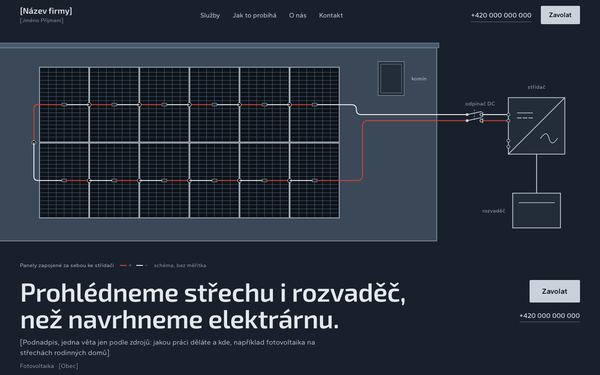 [Název firmy]
[Jméno Příjmení]
Služby
Jak to probíhá
O nás
Kontakt
+420 000 000 000
Zavolat
komín
odpínač DC
střídač
rozvaděč
Panely zapojené za sebou ke střídači
+
−
schéma, bez měřítka
Prohlédneme střechu i rozvaděč,
než navrhneme elektrárnu.
Zavolat
+420 000 000 000
[Podnadpis, jedna věta jen podle zdrojů: jakou práci děláte a kde, například fotovoltaika na
střechách rodinných domů]
Fotovoltaika · [Obec]